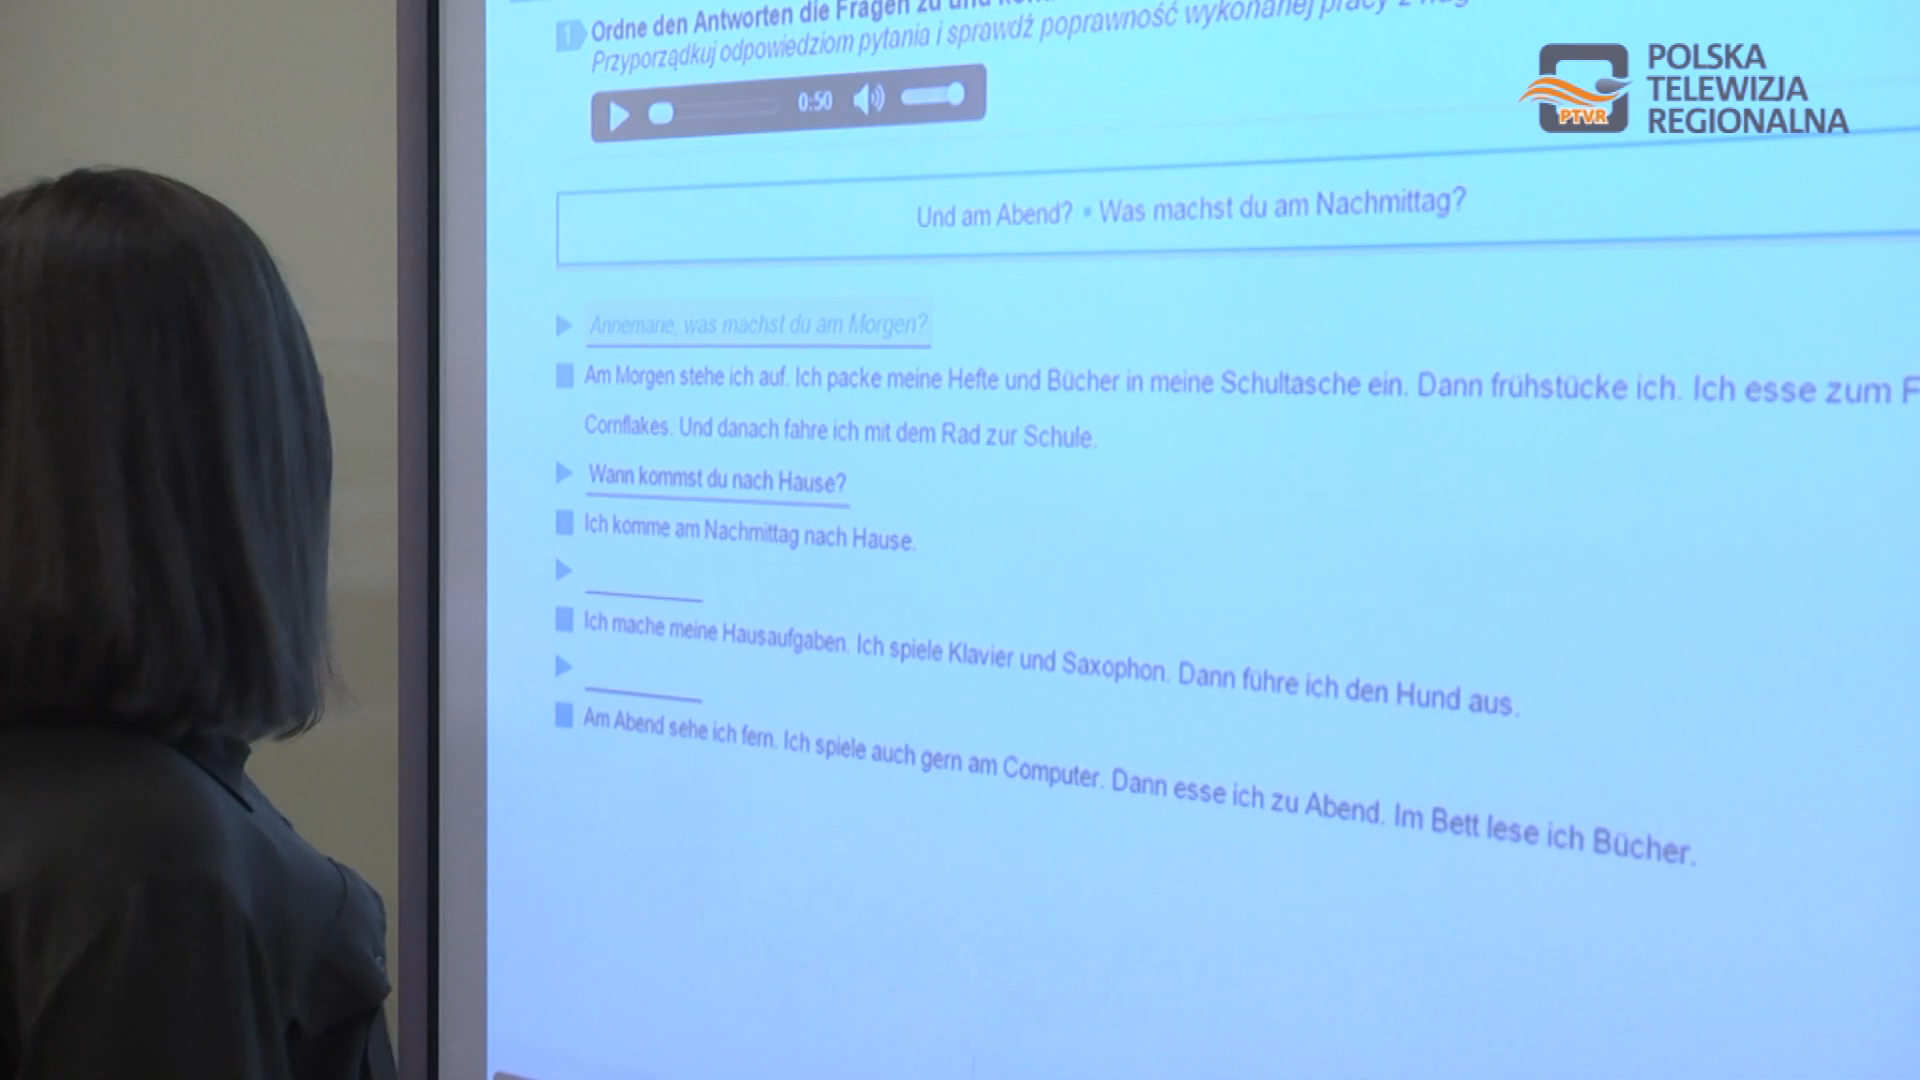 1 Ordne den Antworten die Fragen zu und
Przyporządkuj odpowiedziom pytania i sprawdź poprawność wykonanej pracy z
0:50
POLSKA
TELEWIZJA
REGIONALNA
PTVR
Und am Abend? • Was machst du am Nachmittag?
Annemarie, was machst du am Morgen?
Am Morgen stehe ich auf. Ich packe meine Hefte und Bücher in meine Schultasche ein. Dann frühstücke ich. Ich esse zum F
Cornflakes. Und danach fahre ich mit dem Rad zur Schule.
Wann kommst du nach Hause?
Ich komme am Nachmittag nach Hause.
Ich mache meine Hausaufgaben. Ich spiele Klavier und Saxophon. Dann führe ich den Hund aus.
Am Abend sehe ich fern. Ich spiele auch gern am Computer. Dann esse ich zu Abend. Im Bett lese ich Bücher.